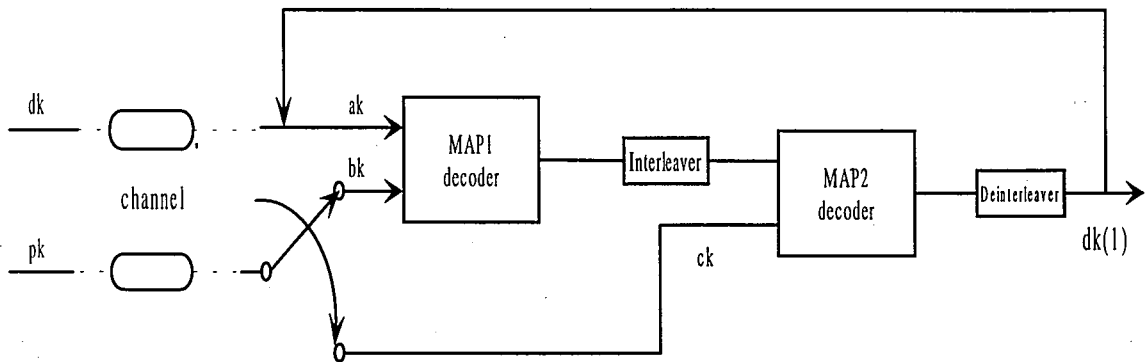 dk
ak
MAP1
decoder
bk
Interleaver
MAP2
decoder
Deinterleaver
channel
pk
ck
dk(1)